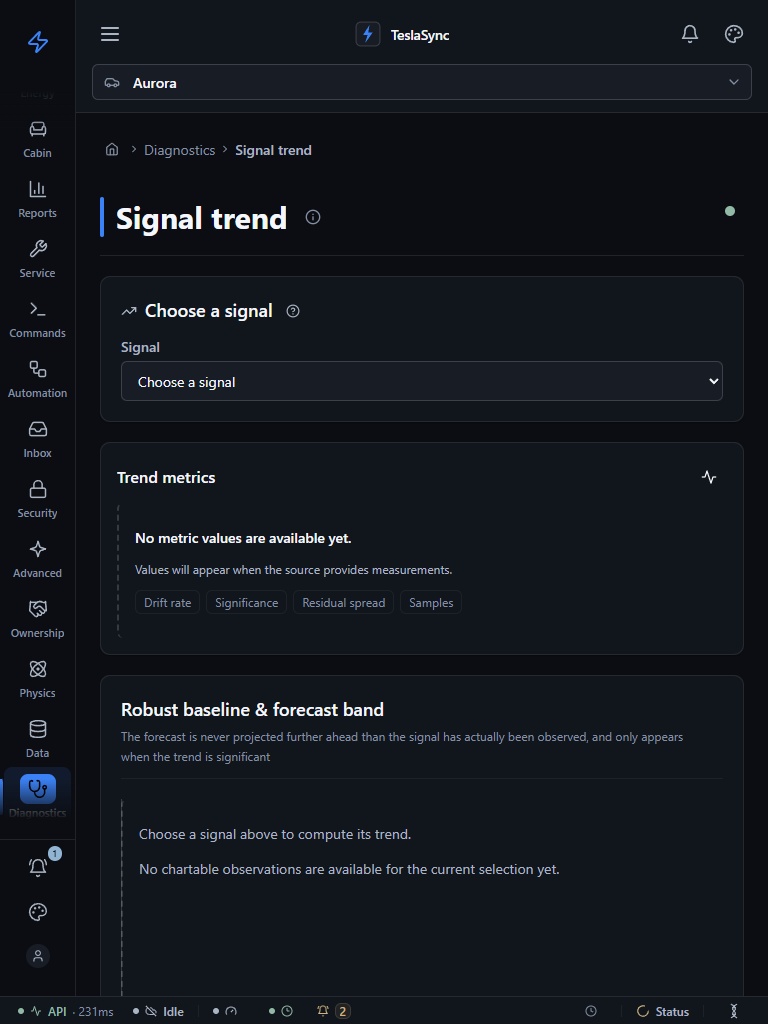 TeslaSync
Aurora
Energy
Cabin
Reports
Service
Commands
Automation
Inbox
Security
Advanced
Ownership
Physics
Data
Diagnostics
1
Diagnostics
Signal trend
Signal trend
Choose a signal
Signal
Choose a signal
Trend metrics
No metric values are available yet.
Values will appear when the source provides measurements.
Drift rate
Significance
Residual spread
Samples
Robust baseline & forecast band
The forecast is never projected further ahead than the signal has actually been observed, and only appears
when the trend is significant
Choose a signal above to compute its trend.
No chartable observations are available for the current selection yet.
API · 231ms
Idle
2
Status